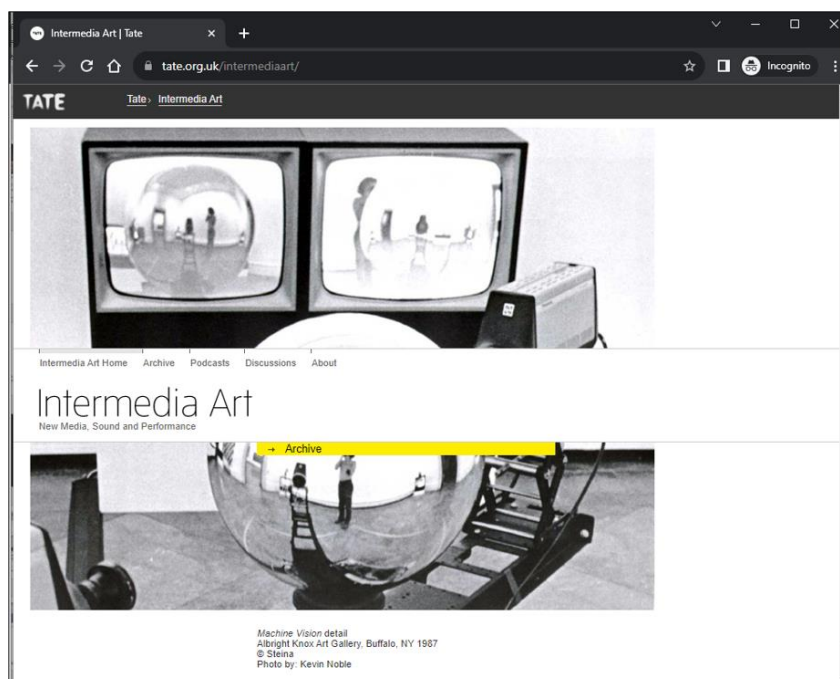 Intermedia Art | Tate
tate.org.uk/intermediaart/
Incognito
TATE
Tate› Intermedia Art
Intermedia Art Home Archive Podcasts Discussions About
Intermedia Art
New Media, Sound and Performance
→ Archive
Machine Vision detail
Albright Knox Art Gallery, Buffalo, NY 1987
© Steina
Photo by: Kevin Noble